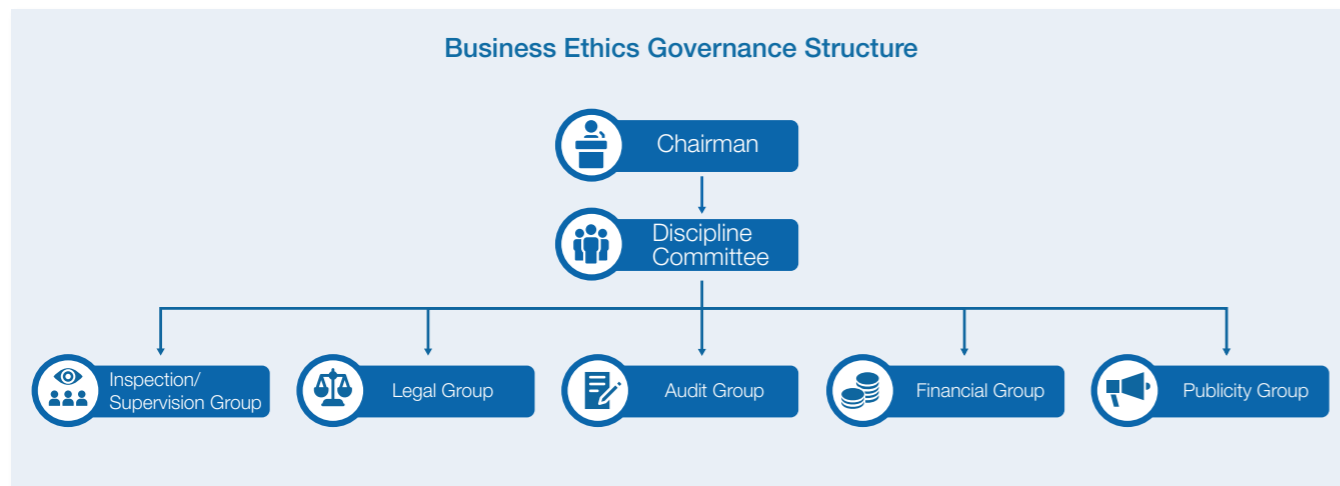 Business Ethics Governance Structure
Chairman
Discipline
Committee
Inspection/
Supervision Group
Legal Group
Audit Group
Financial Group
Publicity Group